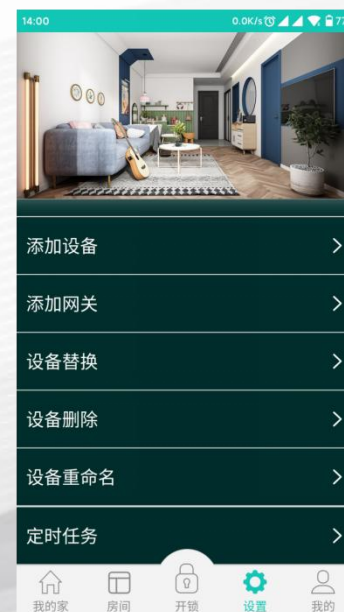 14:00 0.0K/s 77
添加设备
添加网关
设备替换
设备删除
设备重命名
定时任务
我的家 房间 开锁 设置 我的